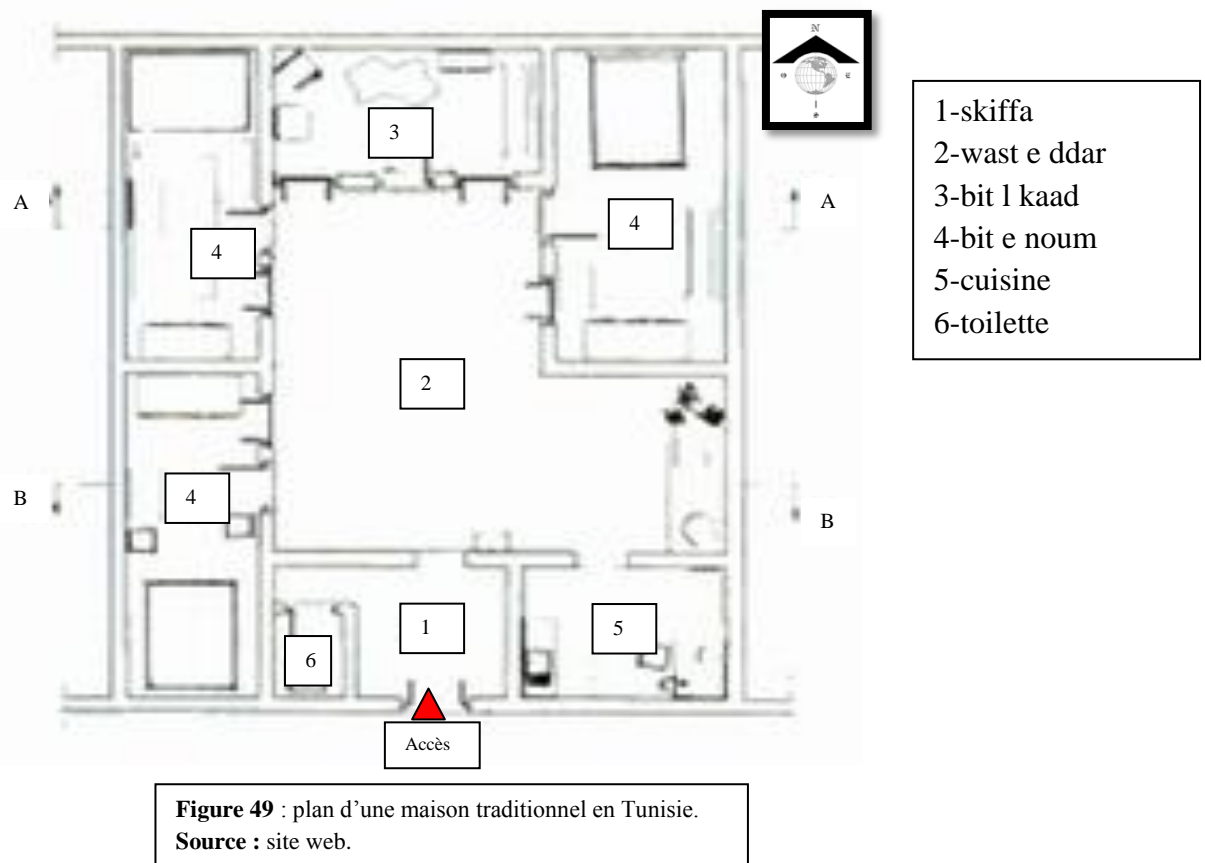 N
1-skiffa
2-wast e ddar
3-bit l kaad
4-bit e noum
5-cuisine
6-toilette
3
A
A
4
4
2
B
4
B
1
5
6
Accès
Figure 49 : plan d’une maison traditionnel en Tunisie.
Source : site web.